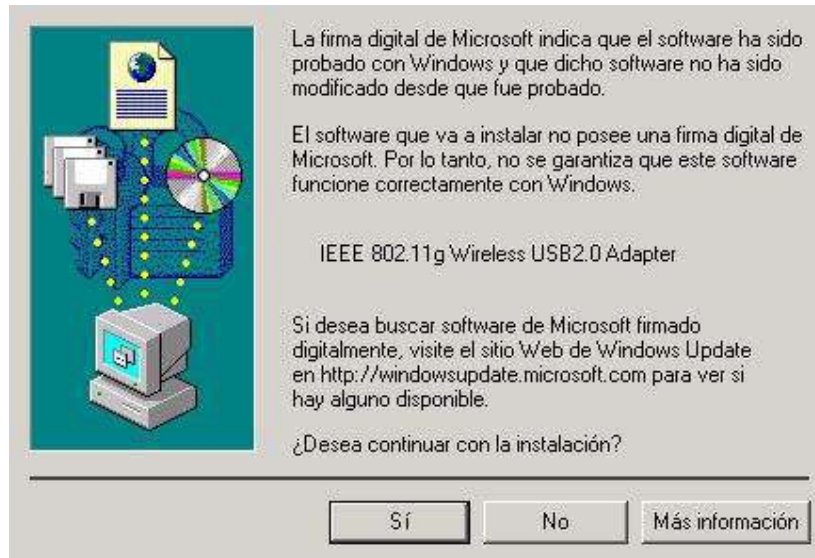 La firma digital de Microsoft indica que el software ha sido
probado con Windows y que dicho software no ha sido
modificado desde que fue probado.
El software que va a instalar no posee una firma digital de
Microsoft. Por lo tanto, no se garantiza que este software
funcione correctamente con Windows.
IEEE 802.11g Wireless USB2.0 Adapter
Si desea buscar software de Microsoft firmado
digitalmente, visite el sitio Web de Windows Update
en http://windowsupdate.microsoft.com para ver si
hay alguno disponible.
¿Desea continuar con la instalación?
Sí No Más información